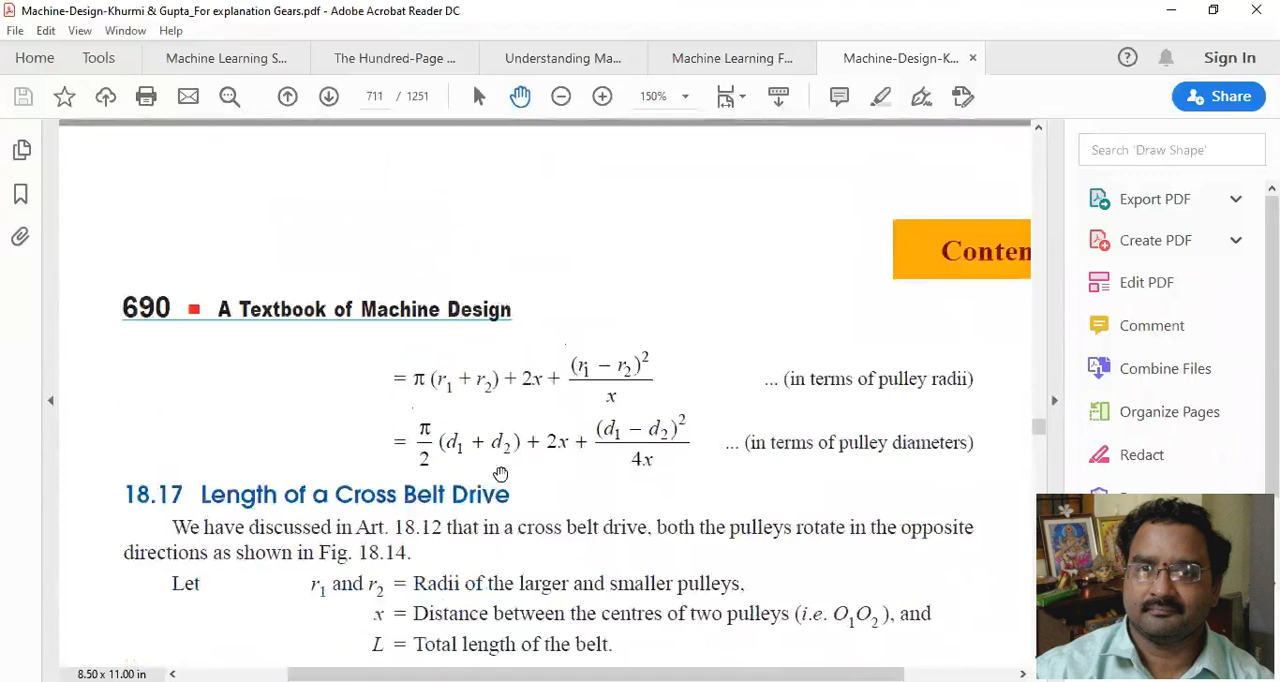 Machine-Design-Khurmi & Gupta_For explanation Gears.pdf - Adobe Acrobat Reader DC
File Edit View Window Help
Home Tools Machine Learning S... The Hundred-Page ... Understanding Ma... Machine Learning F... Machine-Design-K... × Sign In
711 / 1251 150% Share
Search 'Draw Shape'
Export PDF
Create PDF
Edit PDF
Comment
Combine Files
Organize Pages
Redact
Conten
690 ■ A Textbook of Machine Design
= π (r₁ + r₂) + 2x + (r₁ – r₂)² / x ... (in terms of pulley radii)
= π/2 (d₁ + d₂) + 2x + (d₁ – d₂)² / 4x ... (in terms of pulley diameters)
18.17 Length of a Cross Belt Drive
We have discussed in Art. 18.12 that in a cross belt drive, both the pulleys rotate in the opposite
directions as shown in Fig. 18.14.
Let r₁ and r₂ = Radii of the larger and smaller pulleys,
x = Distance between the centres of two pulleys (i.e. O₁O₂), and
L = Total length of the belt.
8.50 x 11.00 in